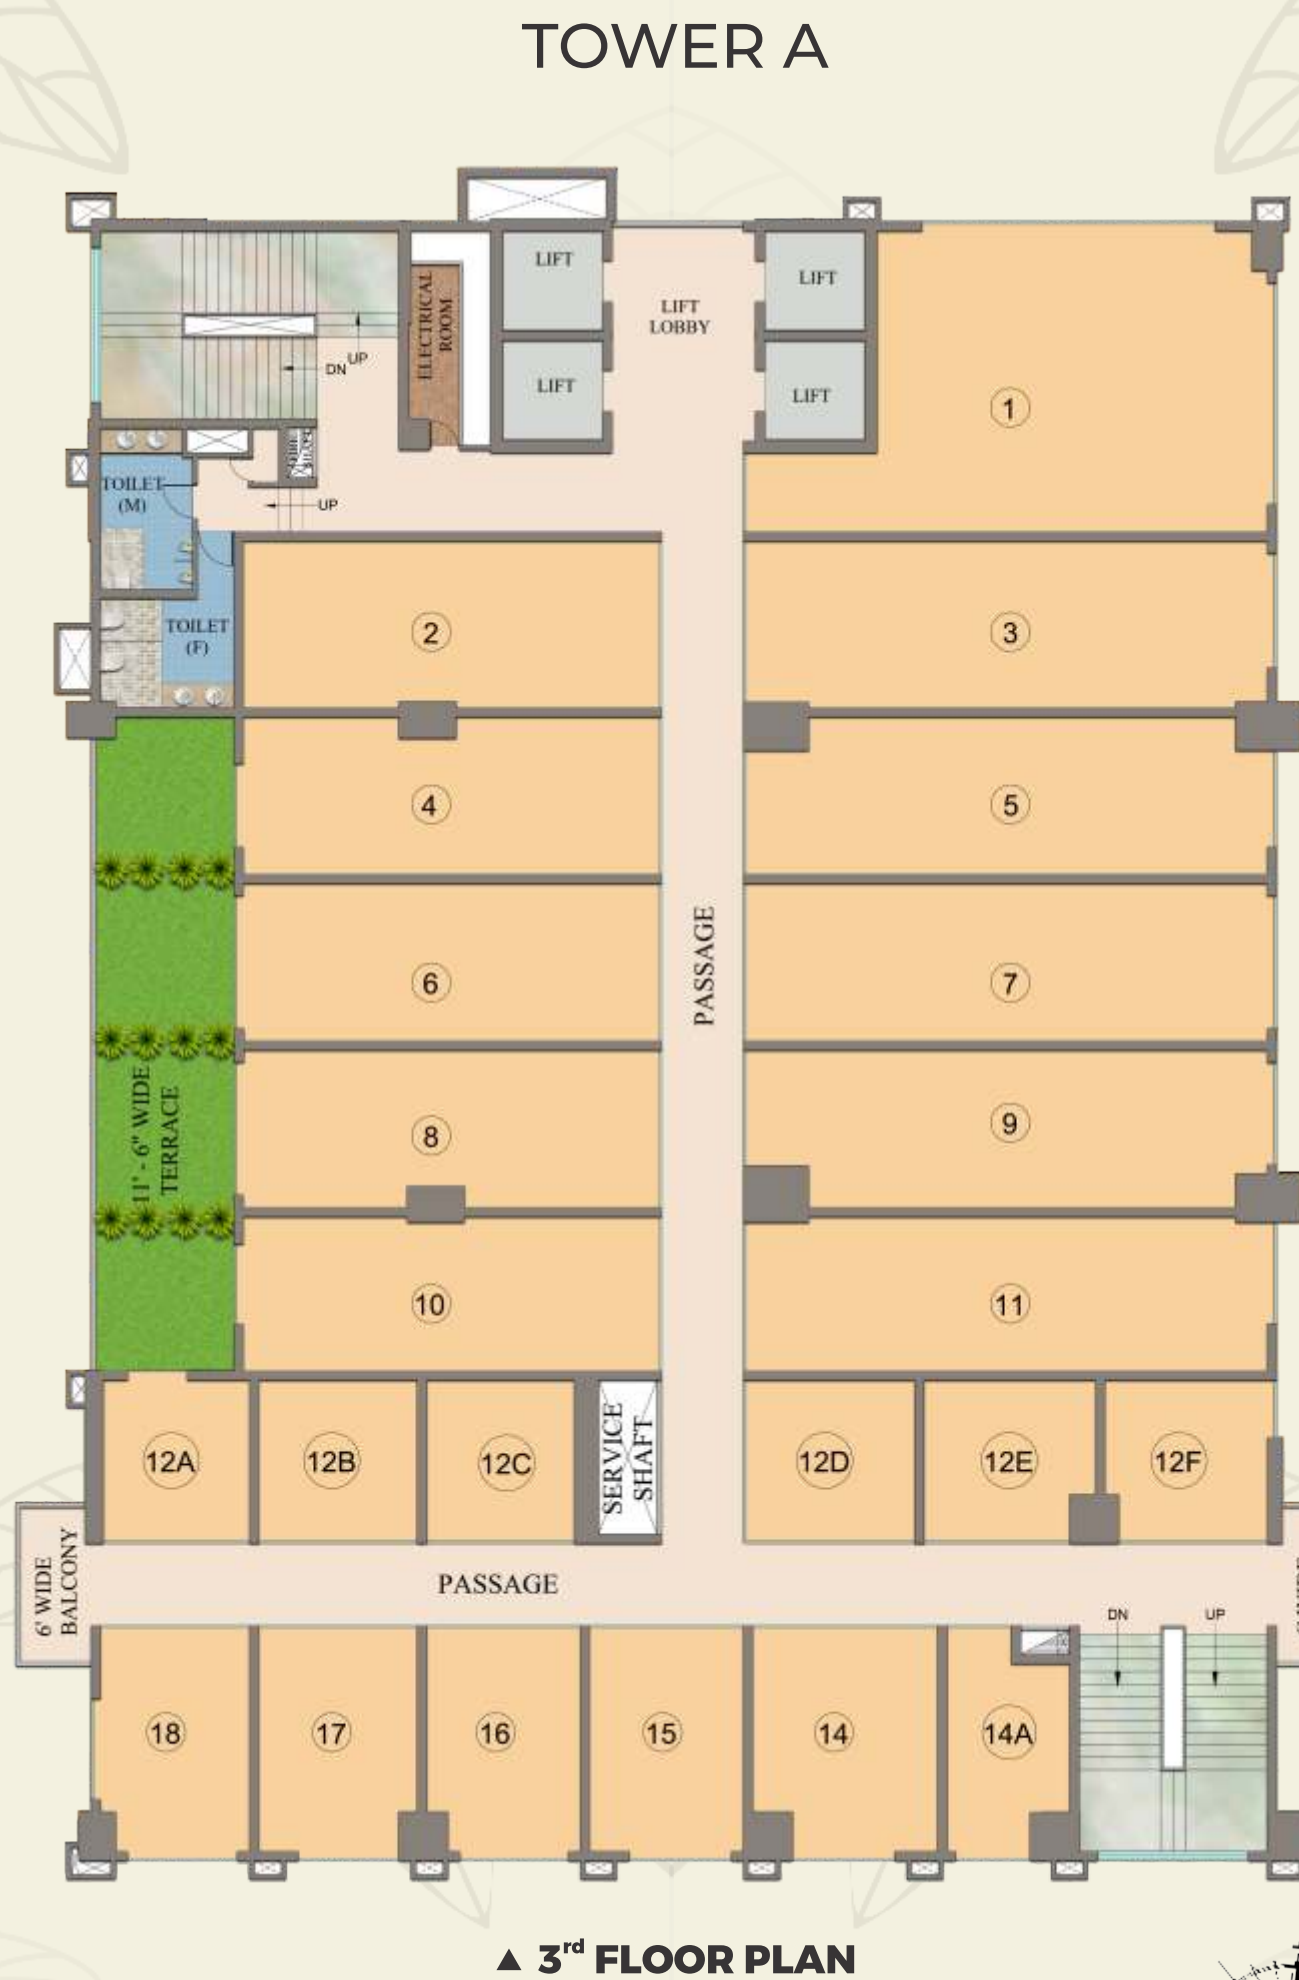 TOWER A
LIFT
LIFT
LIFT
LOBBY
ELECTRICAL
ROOM
UP
DN
LIFT
LIFT
1
TOILET
(M)
UP
TOILET
(F)
2
3
4
5
6
7
PASSAGE
11' - 6" WIDE
TERRACE
8
9
10
11
12A
12B
12C
SERVICE
SHAFT
12D
12E
12F
6' WIDE
BALCONY
PASSAGE
DN
UP
18
17
16
15
14
14A
▲ 3rd FLOOR PLAN